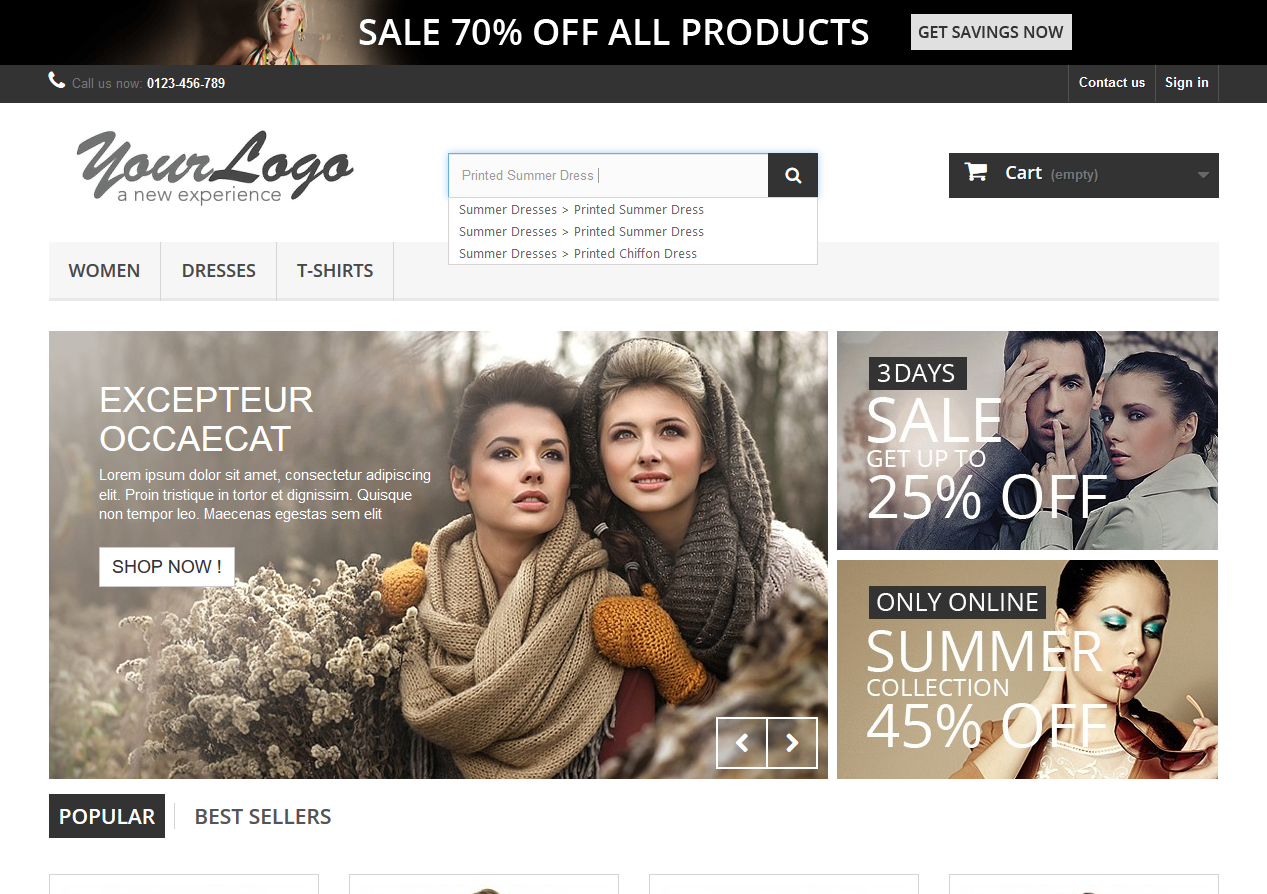 SALE 70% OFF ALL PRODUCTS
GET SAVINGS NOW
Call us now: 0123-456-789
Contact us
Sign in
YourLogo
a new experience
Printed Summer Dress
Cart (empty)
Summer Dresses > Printed Summer Dress
Summer Dresses > Printed Summer Dress
Summer Dresses > Printed Chiffon Dress
WOMEN
DRESSES
T-SHIRTS
EXCEPTEUR
OCCAECAT
Lorem ipsum dolor sit amet, consectetur adipiscing
elit. Proin tristique in tortor et dignissim. Quisque
non tempor leo. Maecenas egestas sem elit
SHOP NOW !
3 DAYS
SALE
GET UP TO
25% OFF
ONLY ONLINE
SUMMER
COLLECTION
45% OFF
POPULAR
BEST SELLERS